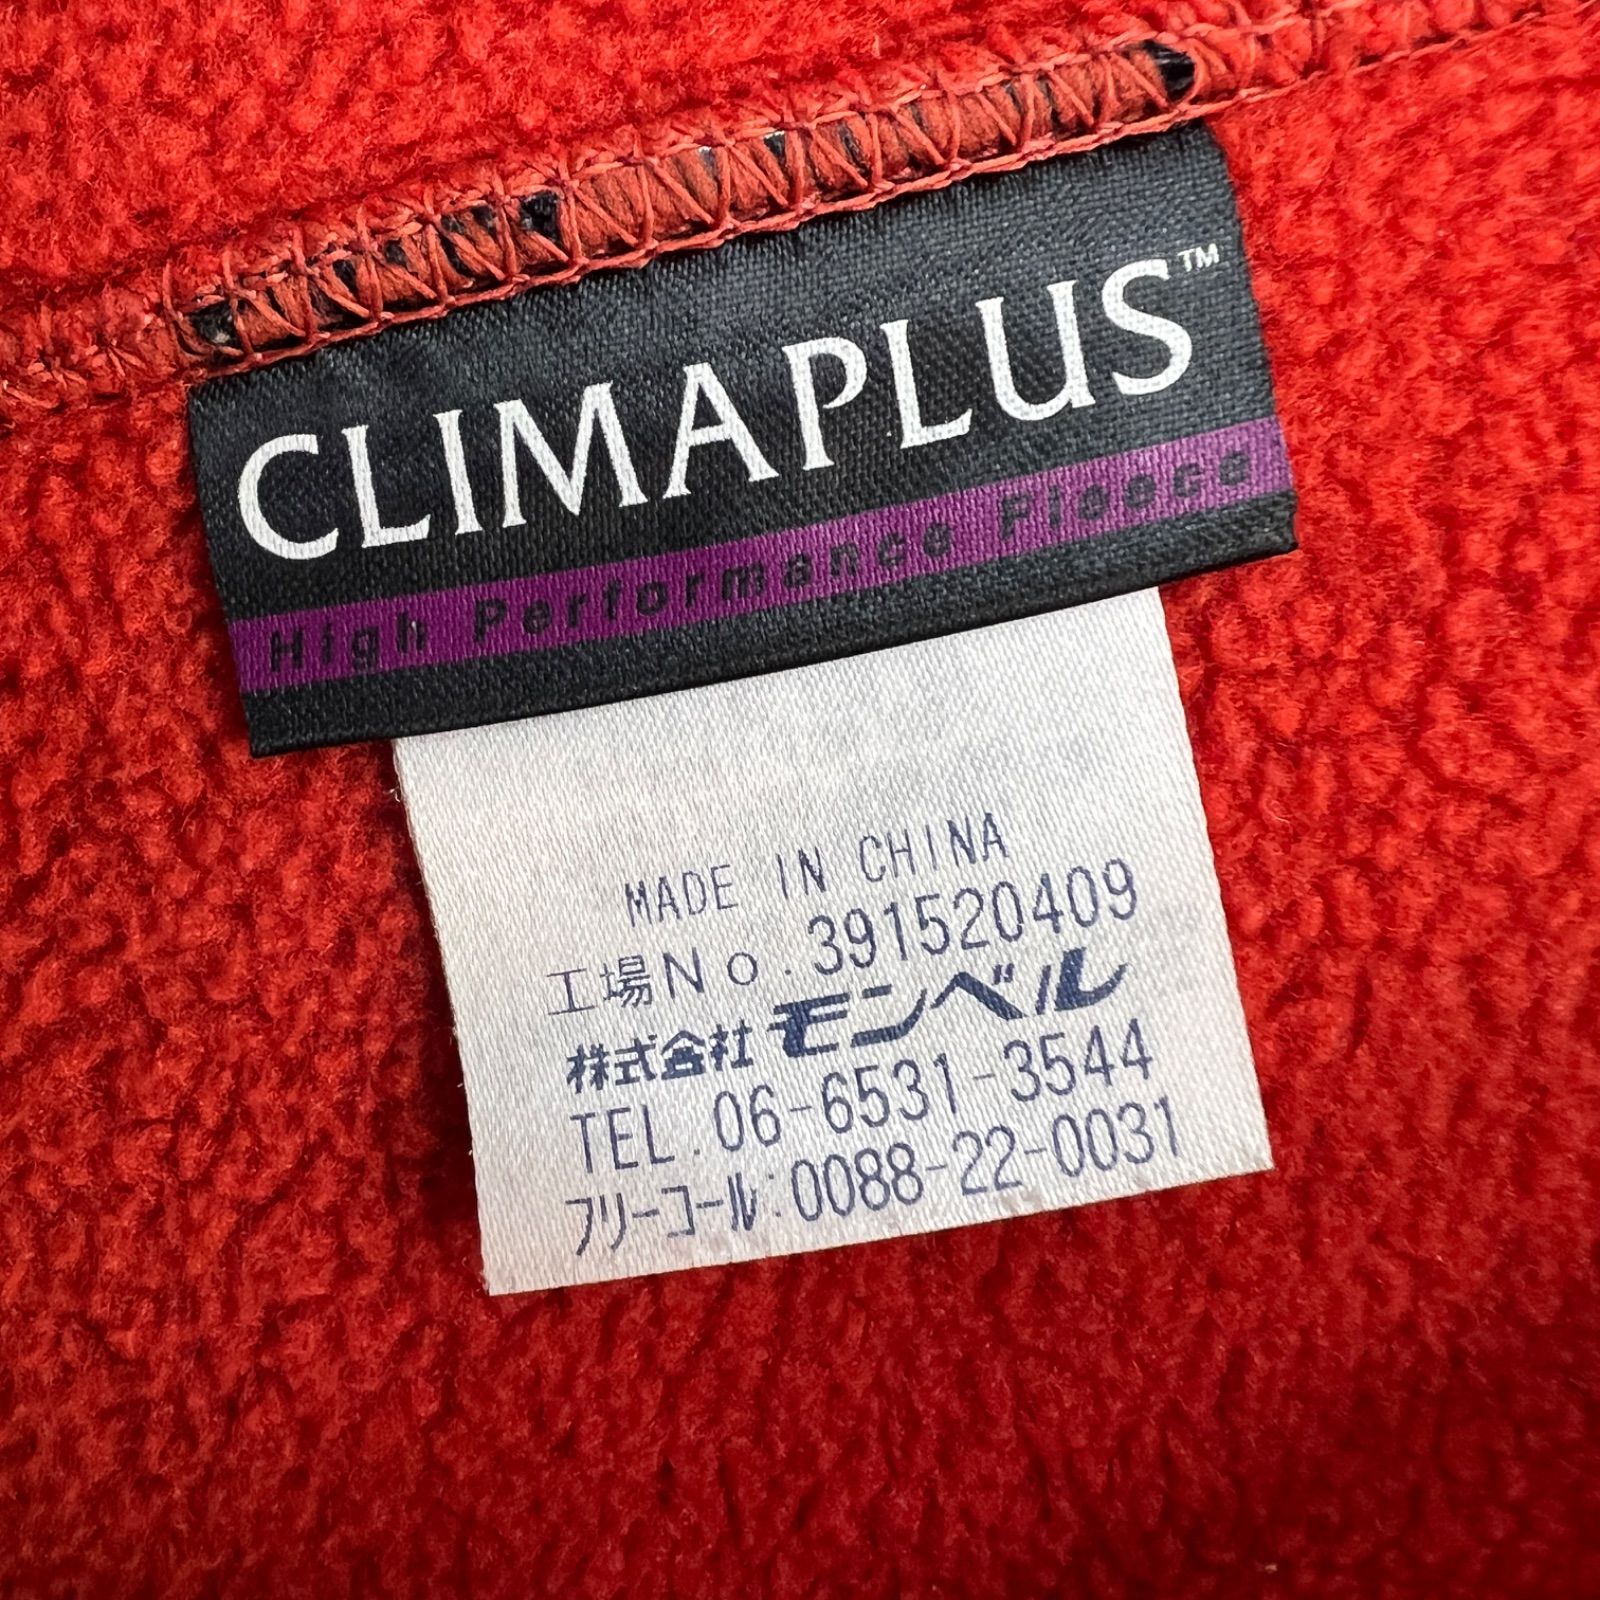 CLIMAPLUS™
High Performance Fleece
MADE IN CHINA
工場No.391520409
株式会社モンベル
TEL.06-6531-3544
フリーコール:0088-22-0031